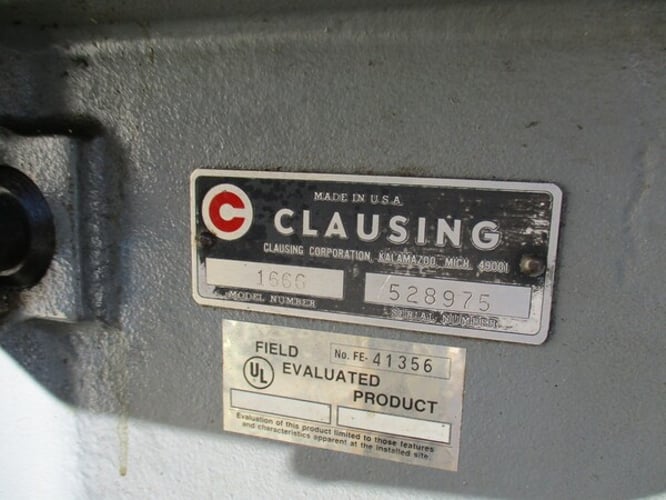 MADE IN U.S.A.
C CLAUSING
CLAUSING CORPORATION, KALAMAZOO, MICH. 49001
1666 528975
MODEL NUMBER SERIAL NUMBER
FIELD No. FE- 41356
UL EVALUATED
PRODUCT
Evaluation of this product limited to those features
and characteristics apparent at the installed site.